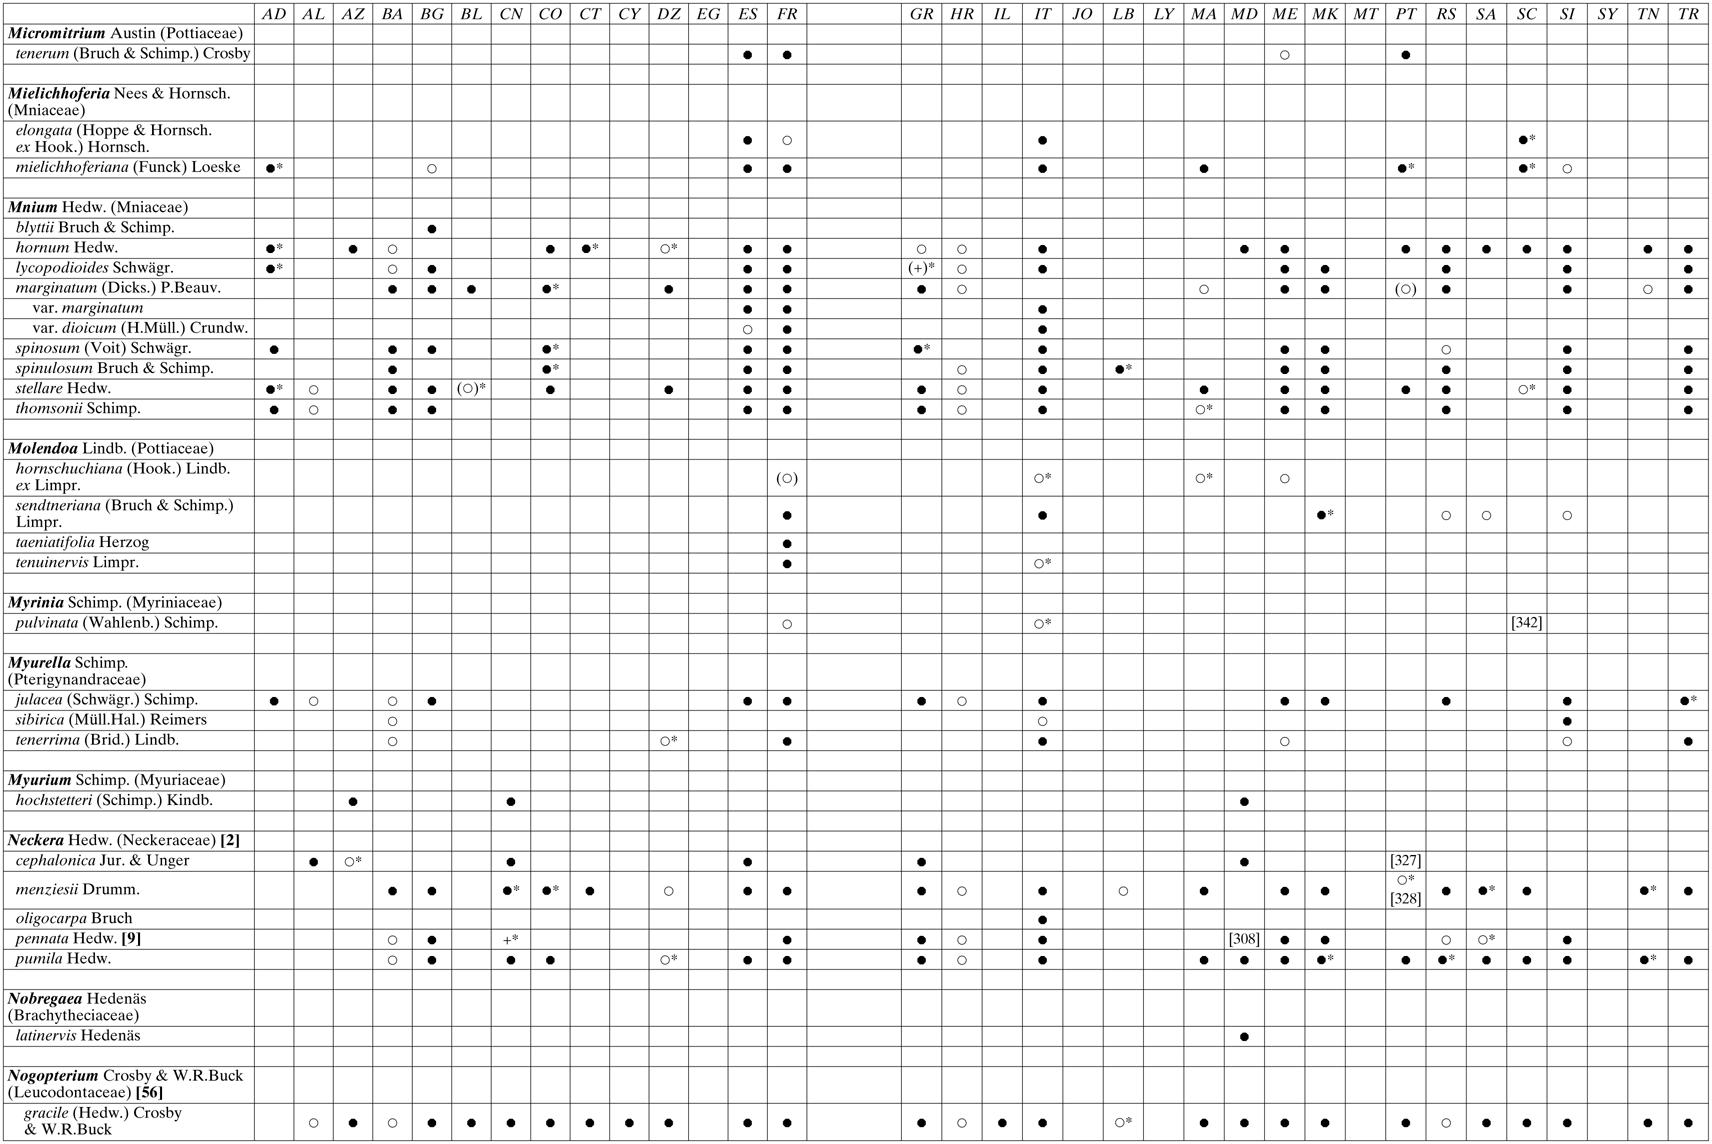 AD AL AZ BA BG BL CN CO CT CY DZ EG ES FR GR HR IL IT JO LB LY MA MD ME MK MT PT RS SA SC SI SY TN TR
Micromitrium Austin (Pottiaceae)
tenerum (Bruch & Schimp.) Crosby ● ● ○ ●
Mielichhoferia Nees & Hornsch.
(Mniaceae)
elongata (Hoppe & Hornsch.
ex Hook.) Hornsch. ● ○ ● ●*
mielichhoferiana (Funck) Loeske ●* ○ ● ● ● ● ●* ●* ○
Mnium Hedw. (Mniaceae)
blyttii Bruch & Schimp. ●
hornum Hedw. ●* ● ○ ● ●* ○* ● ● ○ ○ ● ● ● ● ● ● ● ● ● ●
lycopodioides Schwägr. ●* ○ ● ● ● (+)* ○ ● ● ● ● ● ●
marginatum (Dicks.) P.Beauv. ● ● ● ●* ● ● ● ● ○ ● ○ ● ● (○) ● ● ○ ●
var. marginatum ● ● ●
var. dioicum (H.Müll.) Crundw. ○ ● ●
spinosum (Voit) Schwägr. ● ● ● ●* ● ● ●* ● ● ● ○ ● ●
spinulosum Bruch & Schimp. ● ●* ● ● ○ ● ●* ● ● ● ● ●
stellare Hedw. ●* ○ ● ● (○)* ● ● ● ● ● ○ ● ● ● ● ● ● ○* ● ●
thomsonii Schimp. ● ○ ● ● ● ● ● ○ ● ○* ● ● ● ● ●
Molendoa Lindb. (Pottiaceae)
hornschuchiana (Hook.) Lindb.
ex Limpr. (○) ○* ○* ○
sendtneriana (Bruch & Schimp.)
Limpr. ● ● ●* ○ ○ ○
taeniatifolia Herzog ●
tenuinervis Limpr. ● ○*
Myrinia Schimp. (Myriniaceae)
pulvinata (Wahlenb.) Schimp. ○ ○* [342]
Myurella Schimp.
(Pterigynandraceae)
julacea (Schwägr.) Schimp. ● ○ ○ ● ● ● ● ○ ● ● ● ● ● ●*
sibirica (Müll.Hal.) Reimers ○ ○ ●
tenerrima (Brid.) Lindb. ○ ○* ● ● ○ ○ ●
Myurium Schimp. (Myuriaceae)
hochstetteri (Schimp.) Kindb. ● ● ●
Neckera Hedw. (Neckeraceae) [2]
cephalonica Jur. & Unger ● ○* ● ● ● ● [327]
menziesii Drumm. ● ● ●* ●* ● ○ ● ● ● ○ ● ○ ● ● ● ○* [328] ● ●* ● ●* ●
oligocarpa Bruch ●
pennata Hedw. [9] ○ ● +* ● ● ○ ● [308] ● ● ○ ○* ●
pumila Hedw. ○ ● ● ● ○* ● ● ● ○ ● ● ● ● ●* ● ●* ● ● ● ●* ●
Nobregaea Hedenäs
(Brachytheciaceae)
latinervis Hedenäs ●
Nogopterium Crosby & W.R.Buck
(Leucodontaceae) [56]
gracile (Hedw.) Crosby
& W.R.Buck ○ ● ○ ● ● ● ● ● ● ● ● ● ● ○ ● ● ○* ● ● ● ● ● ○ ● ● ● ● ●